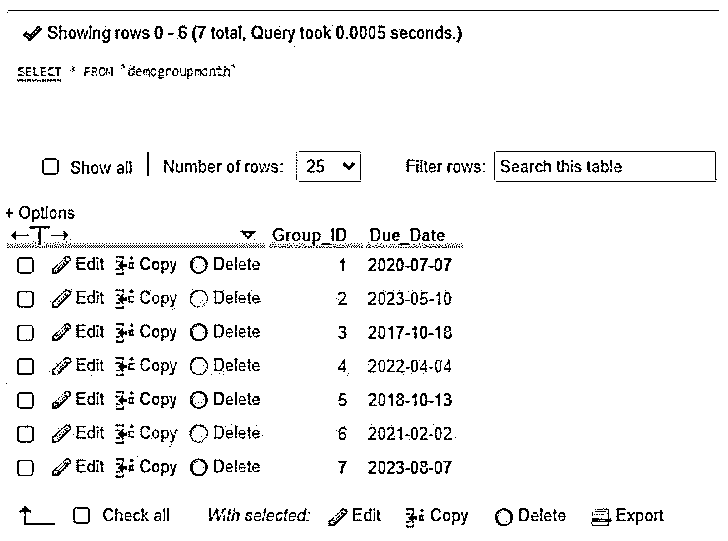 Showing rows 0 - 6 (7 total, Query took 0.0005 seconds.)
SELECT * FROM `demogroupmonth`
Show all | Number of rows: 25 Filter rows: Search this table
+ Options
←T→ Group_ID Due_Date
Edit Copy Delete 1 2020-07-07
Edit Copy Delete 2 2023-05-10
Edit Copy Delete 3 2017-10-18
Edit Copy Delete 4 2022-04-04
Edit Copy Delete 5 2018-10-13
Edit Copy Delete 6 2021-02-02
Edit Copy Delete 7 2023-08-07
Check all With selected: Edit Copy Delete Export